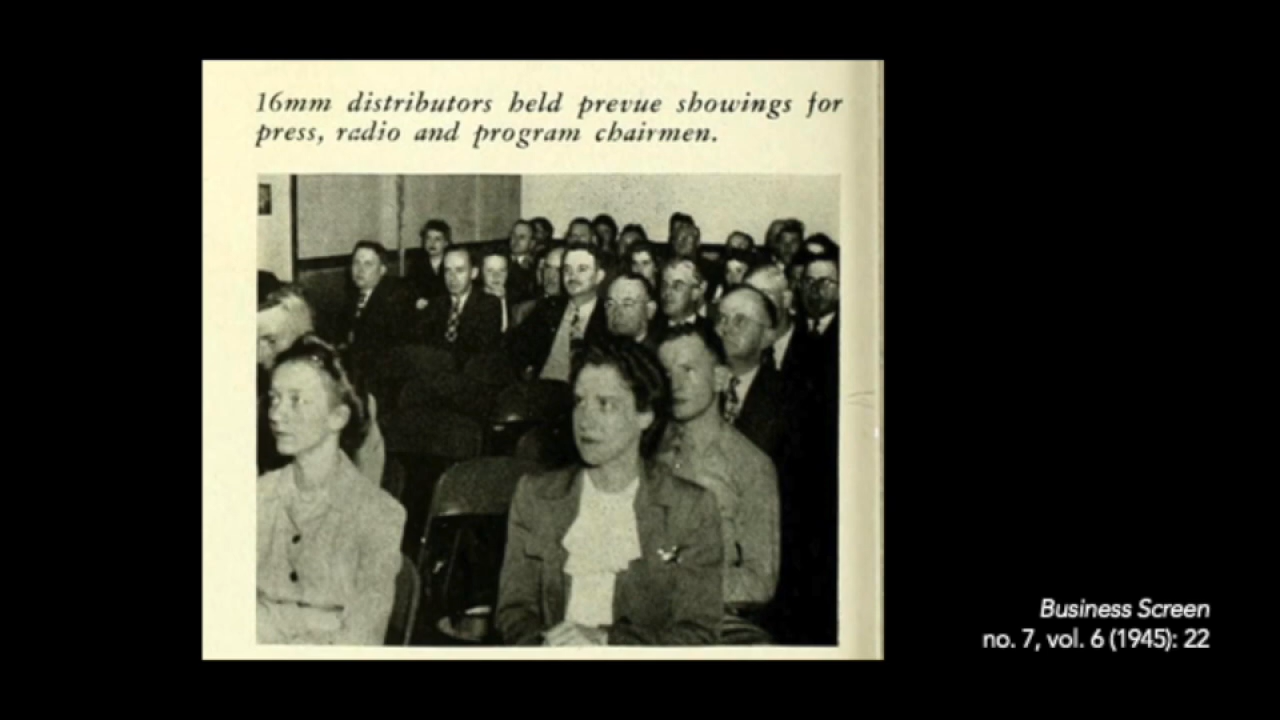 16mm distributors held prevue showings for
press, radio and program chairmen.
Business Screen
no. 7, vol. 6 (1945): 22